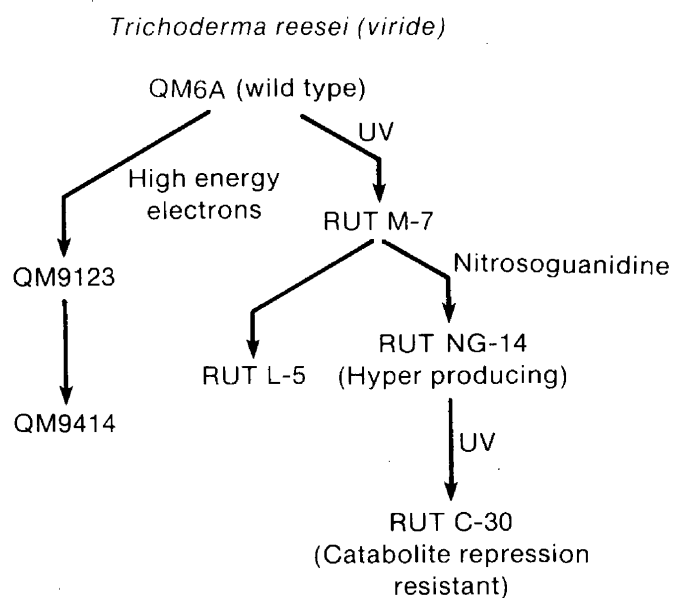 Trichoderma reesei (viride)
QM6A (wild type)
UV
High energy
electrons
RUT M-7
QM9123
Nitrosoguanidine
RUT L-5
RUT NG-14
(Hyper producing)
QM9414
UV
RUT C-30
(Catabolite repression
resistant)